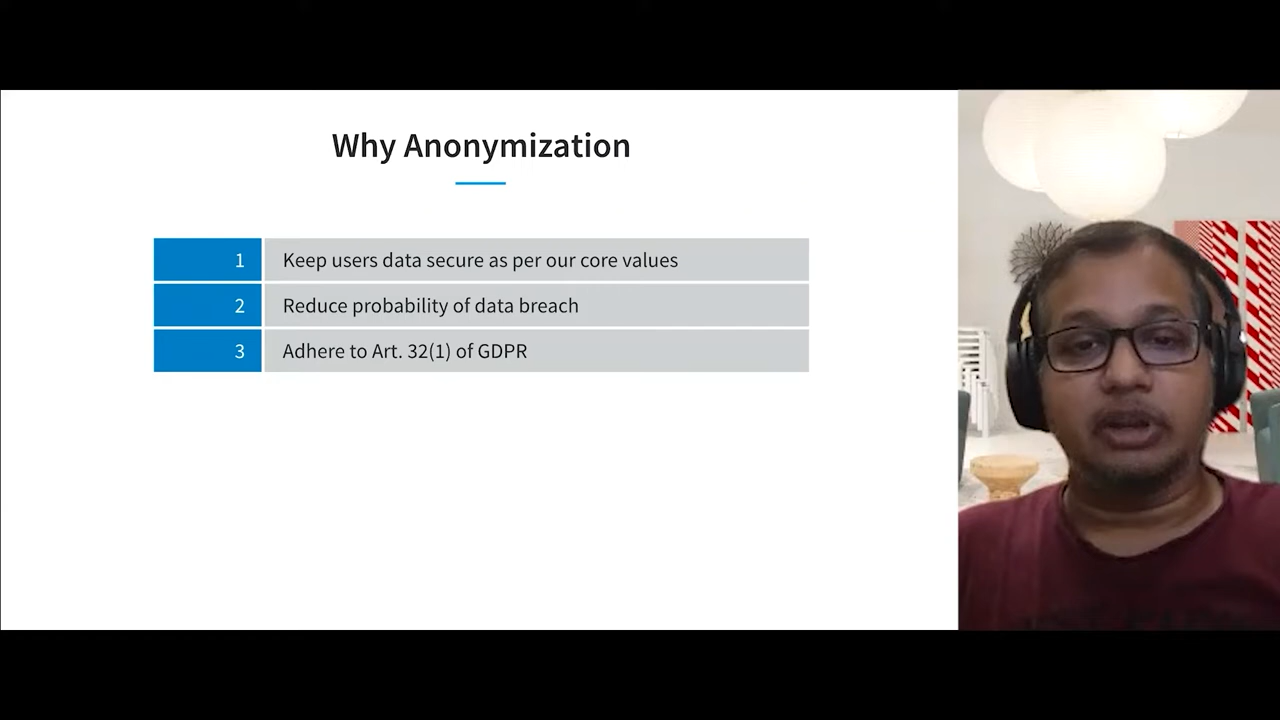 Why Anonymization
1 Keep users data secure as per our core values
2 Reduce probability of data breach
3 Adhere to Art. 32(1) of GDPR